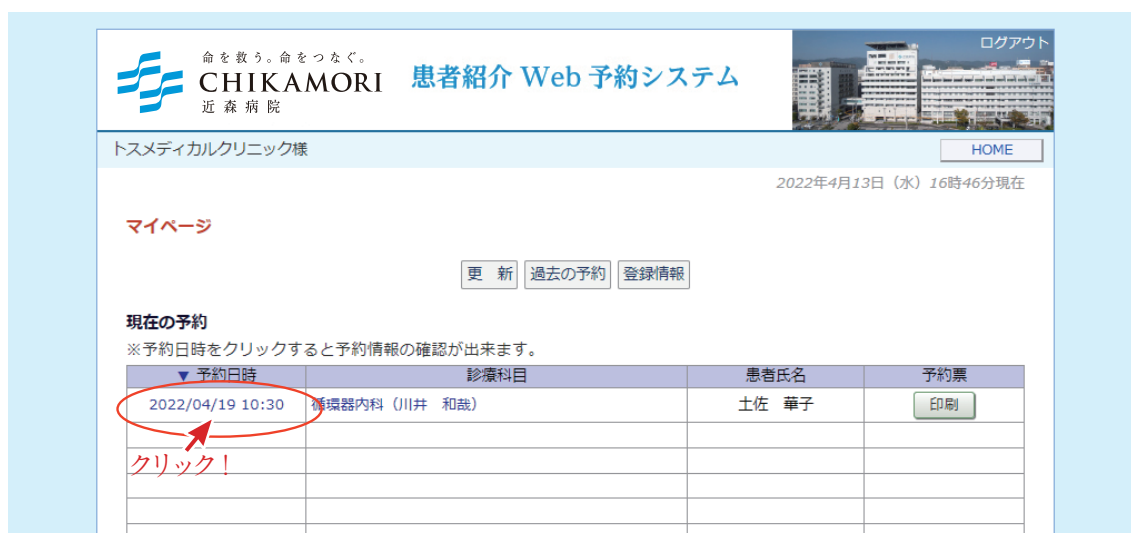 ログアウト
命を救う。命をつなぐ。
CHIKAMORI
近森病院
患者紹介 Web 予約システム
トスメディカルクリニック様
HOME
2022年4月13日（水）16時46分現在
マイページ
更　新 過去の予約 登録情報
現在の予約
※予約日時をクリックすると予約情報の確認が出来ます。
▼ 予約日時 診療科目 患者氏名 予約票
2022/04/19 10:30 循環器内科（川井　和哉） 土佐　華子 印刷
クリック！